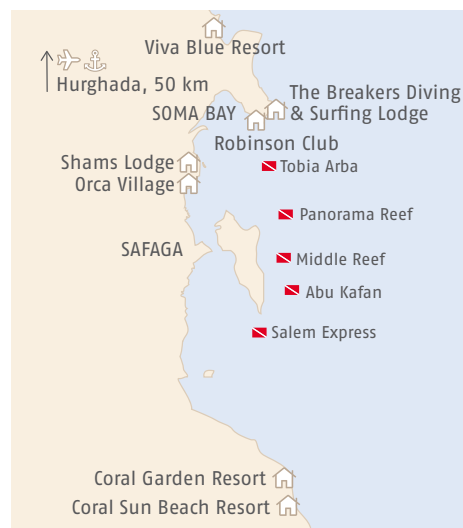 Viva Blue Resort
Hurghada, 50 km
The Breakers Diving
& Surfing Lodge
SOMA BAY
Robinson Club
Shams Lodge
Tobia Arba
Orca Village
Panorama Reef
SAFAGA
Middle Reef
Abu Kafan
Salem Express
Coral Garden Resort
Coral Sun Beach Resort